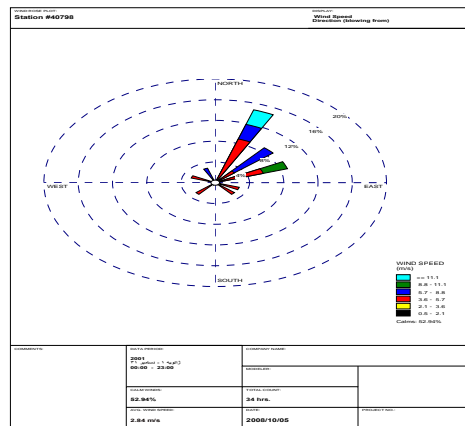 WIND ROSE PLOT:
Station #40798
DISPLAY:
Wind Speed
Direction (blowing from)
NORTH
20%
16%
12%
8%
4%
WEST
EAST
SOUTH
WIND SPEED
(m/s)
>= 11.1
8.8 - 11.1
5.7 - 8.8
3.6 - 5.7
2.1 - 3.6
0.5 - 2.1
Calms: 52.94%
COMMENTS:
DATA PERIOD:
2001
00:00 - 23:00
COMPANY NAME:
MODELER:
CALM WINDS:
52.94%
TOTAL COUNT:
34 hrs.
AVG. WIND SPEED:
2.84 m/s
DATE:
2008/10/05
PROJECT NO.: